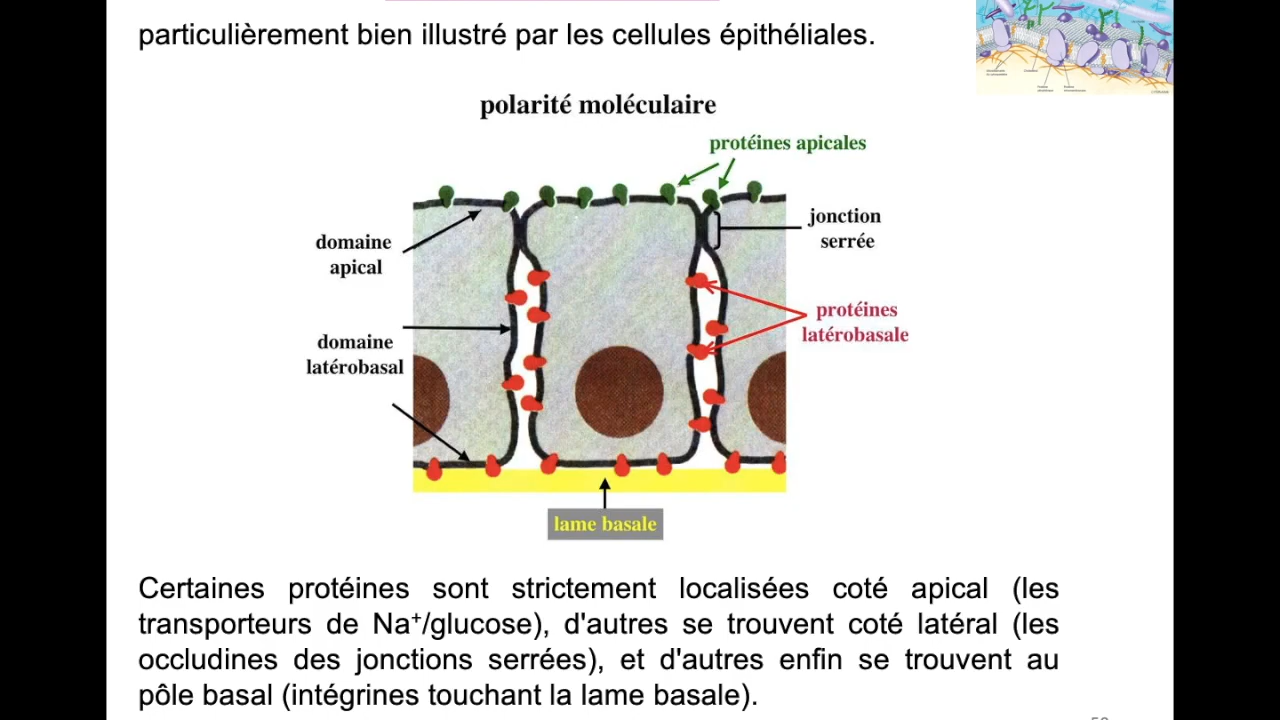 particulièrement bien illustré par les cellules épithéliales.
polarité moléculaire
protéines apicales
jonction
serrée
domaine
apical
protéines
latérobasale
domaine
latérobasal
lame basale
Certaines protéines sont strictement localisées coté apical (les
transporteurs de Na⁺/glucose), d'autres se trouvent coté latéral (les
occludines des jonctions serrées), et d'autres enfin se trouvent au
pôle basal (intégrines touchant la lame basale).